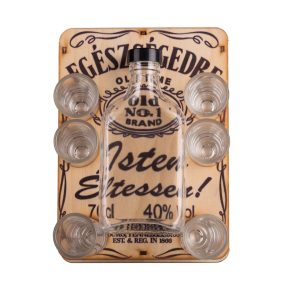 EGÉSZSÉGEDRE
OLD TIME
Old
NO.1
BRAND
Isten
Éltessen!
70cl 40%
EST. & REG. IN 1866